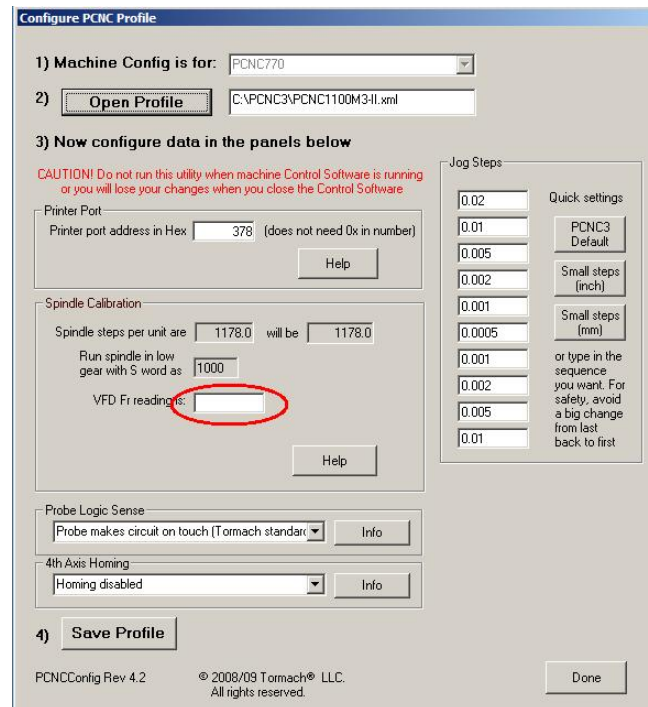 Configure PCNC Profile
1) Machine Config is for: PCNC770
2) Open Profile C:\PCNC3\PCNC1100M3-II.xml
3) Now configure data in the panels below
CAUTION! Do not run this utility when machine Control Software is running
or you will lose your changes when you close the Control Software
Printer Port
Printer port address in Hex 378 (does not need 0x in number)
Help
Spindle Calibration
Spindle steps per unit are 1178.0 will be 1178.0
Run spindle in low
gear with S word as 1000
VFD Fr reading is:
Help
Probe Logic Sense
Probe makes circuit on touch (Tormach standard Info
4th Axis Homing
Homing disabled Info
4) Save Profile
PCNCConfig Rev 4.2 © 2008/09 Tormach® LLC.
All rights reserved.
Jog Steps
0.02
0.01
0.005
0.002
0.001
0.0005
0.001
0.002
0.005
0.01
Quick settings
PCNC3
Default
Small steps
(inch)
Small steps
(mm)
or type in the
sequence
you want. For
safety, avoid
a big change
from last
back to first
Done